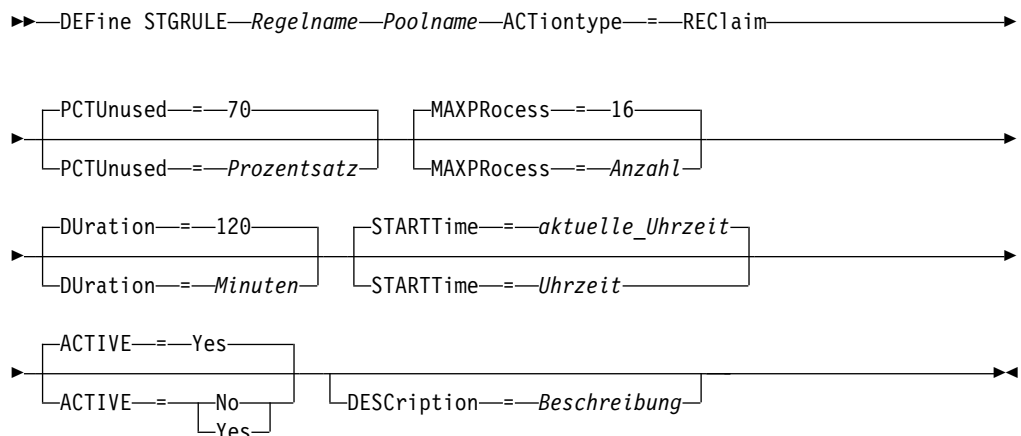 DEFine STGRULE Regelname Poolname ACTiontype = REClaim
PCTUnused = 70 MAXPRocess = 16
PCTUnused = Prozentsatz MAXPRocess = Anzahl
DUration = 120 STARTTime = aktuelle_Uhrzeit
DUration = Minuten STARTTime = Uhrzeit
ACTIVE = Yes
ACTIVE = No DESCription = Beschreibung
Yes